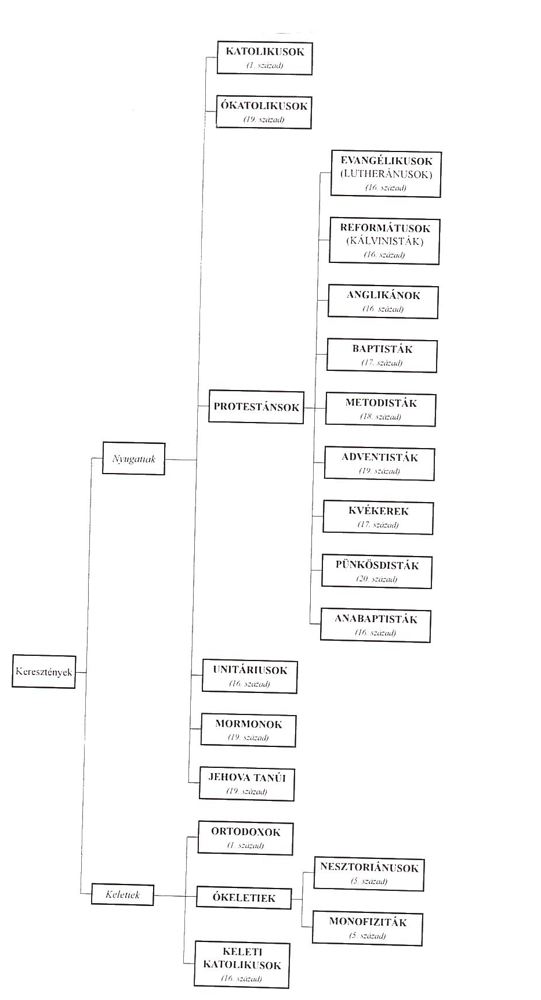 KATOLIKUSOK
(1. század)
ÓKATOLIKUSOK
(19. század)
EVANGÉLIKUSOK
(LUTHERÁNUSOK)
(16. század)
REFORMÁTUSOK
(KÁLVINISTÁK)
(16. század)
ANGLIKÁNOK
(16. század)
BAPTISTÁK
(17. század)
PROTESTÁNSOK
METODISTÁK
(18. század)
Nyugatiak
ADVENTISTÁK
(19. század)
KVÉKEREK
(17. század)
PÜNKÖSDISTÁK
(20. század)
ANABAPTISTÁK
(16. század)
Keresztények
UNITÁRIUSOK
(16. század)
MORMONOK
(19. század)
JEHOVA TANÚI
(19. század)
ORTODOXOK
(1. század)
Keletiek
ÓKELETIEK
NESZTORIÁNUSOK
(5. század)
MONOFIZITÁK
(5. század)
KELETI
KATOLIKUSOK
(16. század)